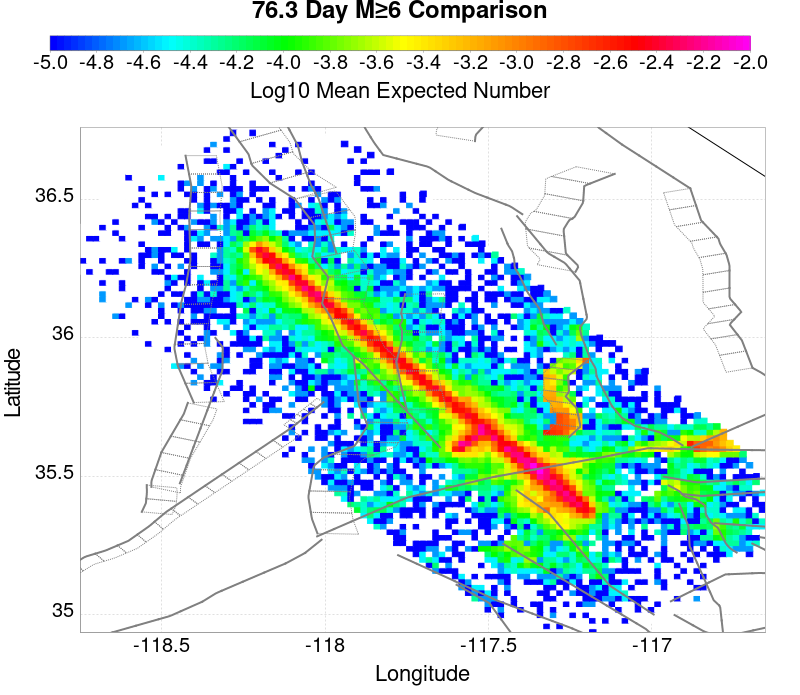 76.3 Day M≥6 Comparison
-5.0 -4.8 -4.6 -4.4 -4.2 -4.0 -3.8 -3.6 -3.4 -3.2 -3.0 -2.8 -2.6 -2.4 -2.2 -2.0
Log10 Mean Expected Number
36.5
36
35.5
35
Latitude
-118.5 -118 -117.5 -117
Longitude